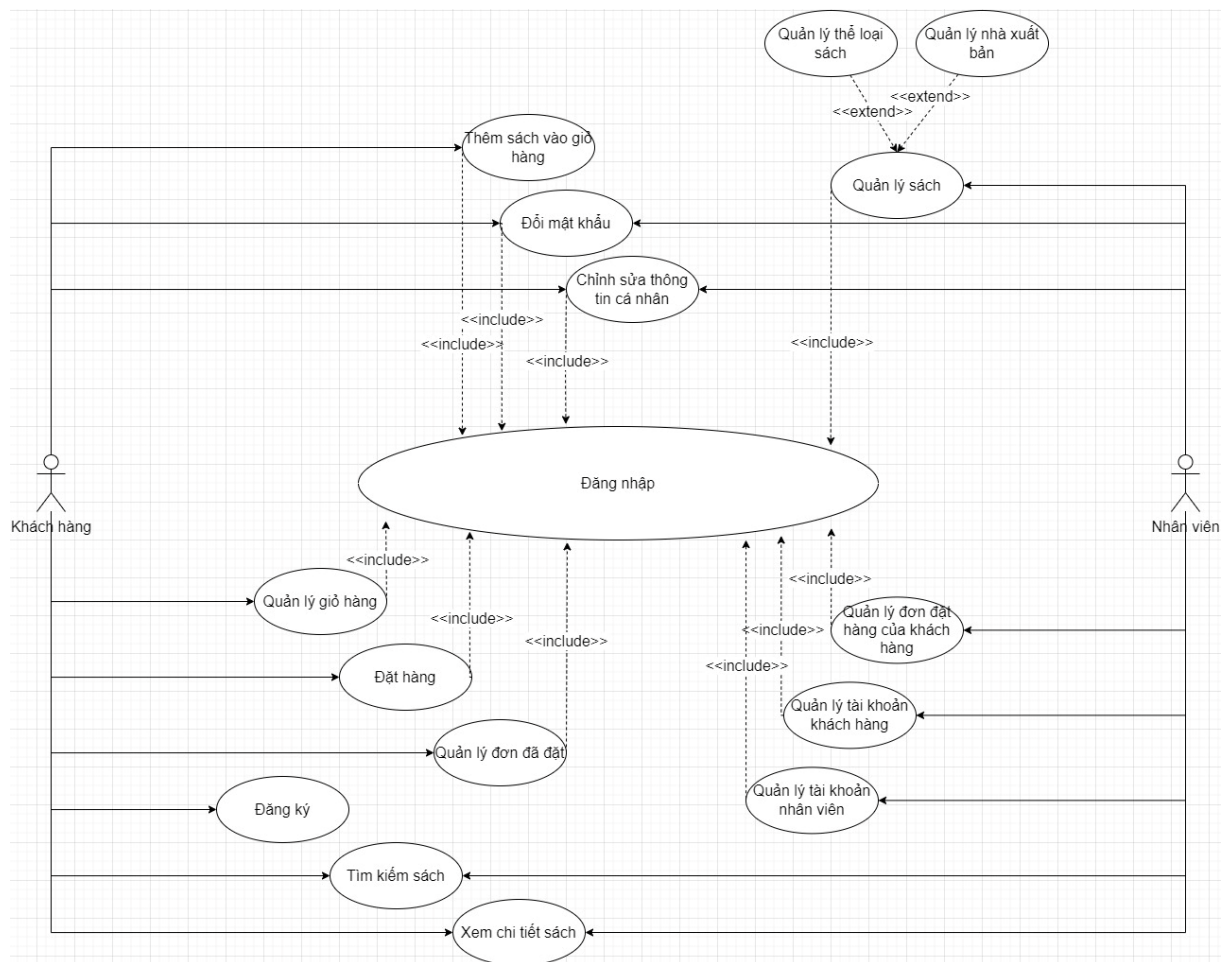 Quản lý thể loại
sách
Quản lý nhà xuất
bản
<<extend>>
<<extend>>
Thêm sách vào giỏ
hàng
Quản lý sách
Đổi mật khẩu
Chỉnh sửa thông
tin cá nhân
<<include>>
<<include>>
<<include>>
<<include>>
Đăng nhập
Khách hàng
Nhân viên
<<include>>
<<include>>
Quản lý giỏ hàng
Quản lý đơn đặt
hàng của khách
hàng
<<include>>
<<include>>
<<include>>
<<include>>
Đặt hàng
Quản lý tài khoản
khách hàng
Quản lý đơn đã đặt
Quản lý tài khoản
nhân viên
Đăng ký
Tìm kiếm sách
Xem chi tiết sách